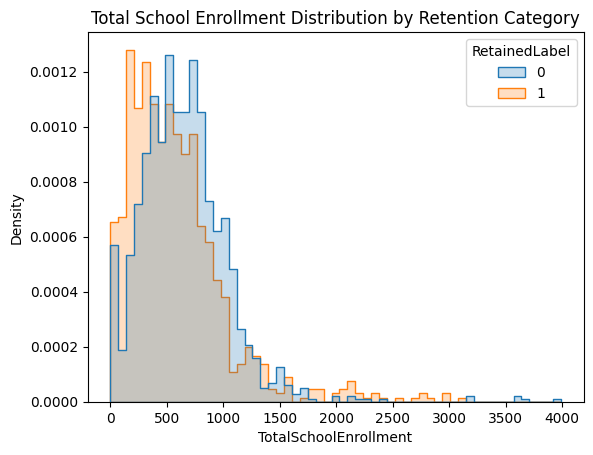 Total School Enrollment Distribution by Retention Category
RetainedLabel
0
1
0.0012
0.0010
0.0008
0.0006
0.0004
0.0002
0.0000
Density
0 500 1000 1500 2000 2500 3000 3500 4000
TotalSchoolEnrollment